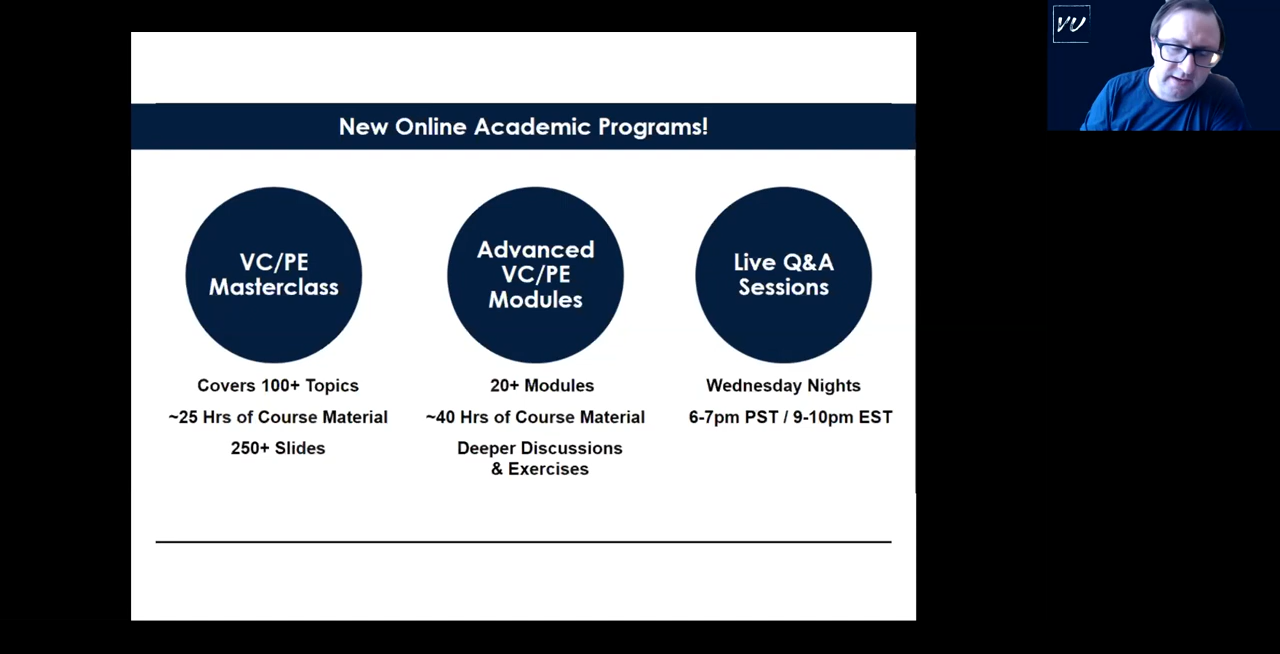 New Online Academic Programs!
VC/PE
Masterclass
Covers 100+ Topics
~25 Hrs of Course Material
250+ Slides
Advanced
VC/PE
Modules
20+ Modules
~40 Hrs of Course Material
Deeper Discussions
& Exercises
Live Q&A
Sessions
Wednesday Nights
6-7pm PST / 9-10pm EST
VU